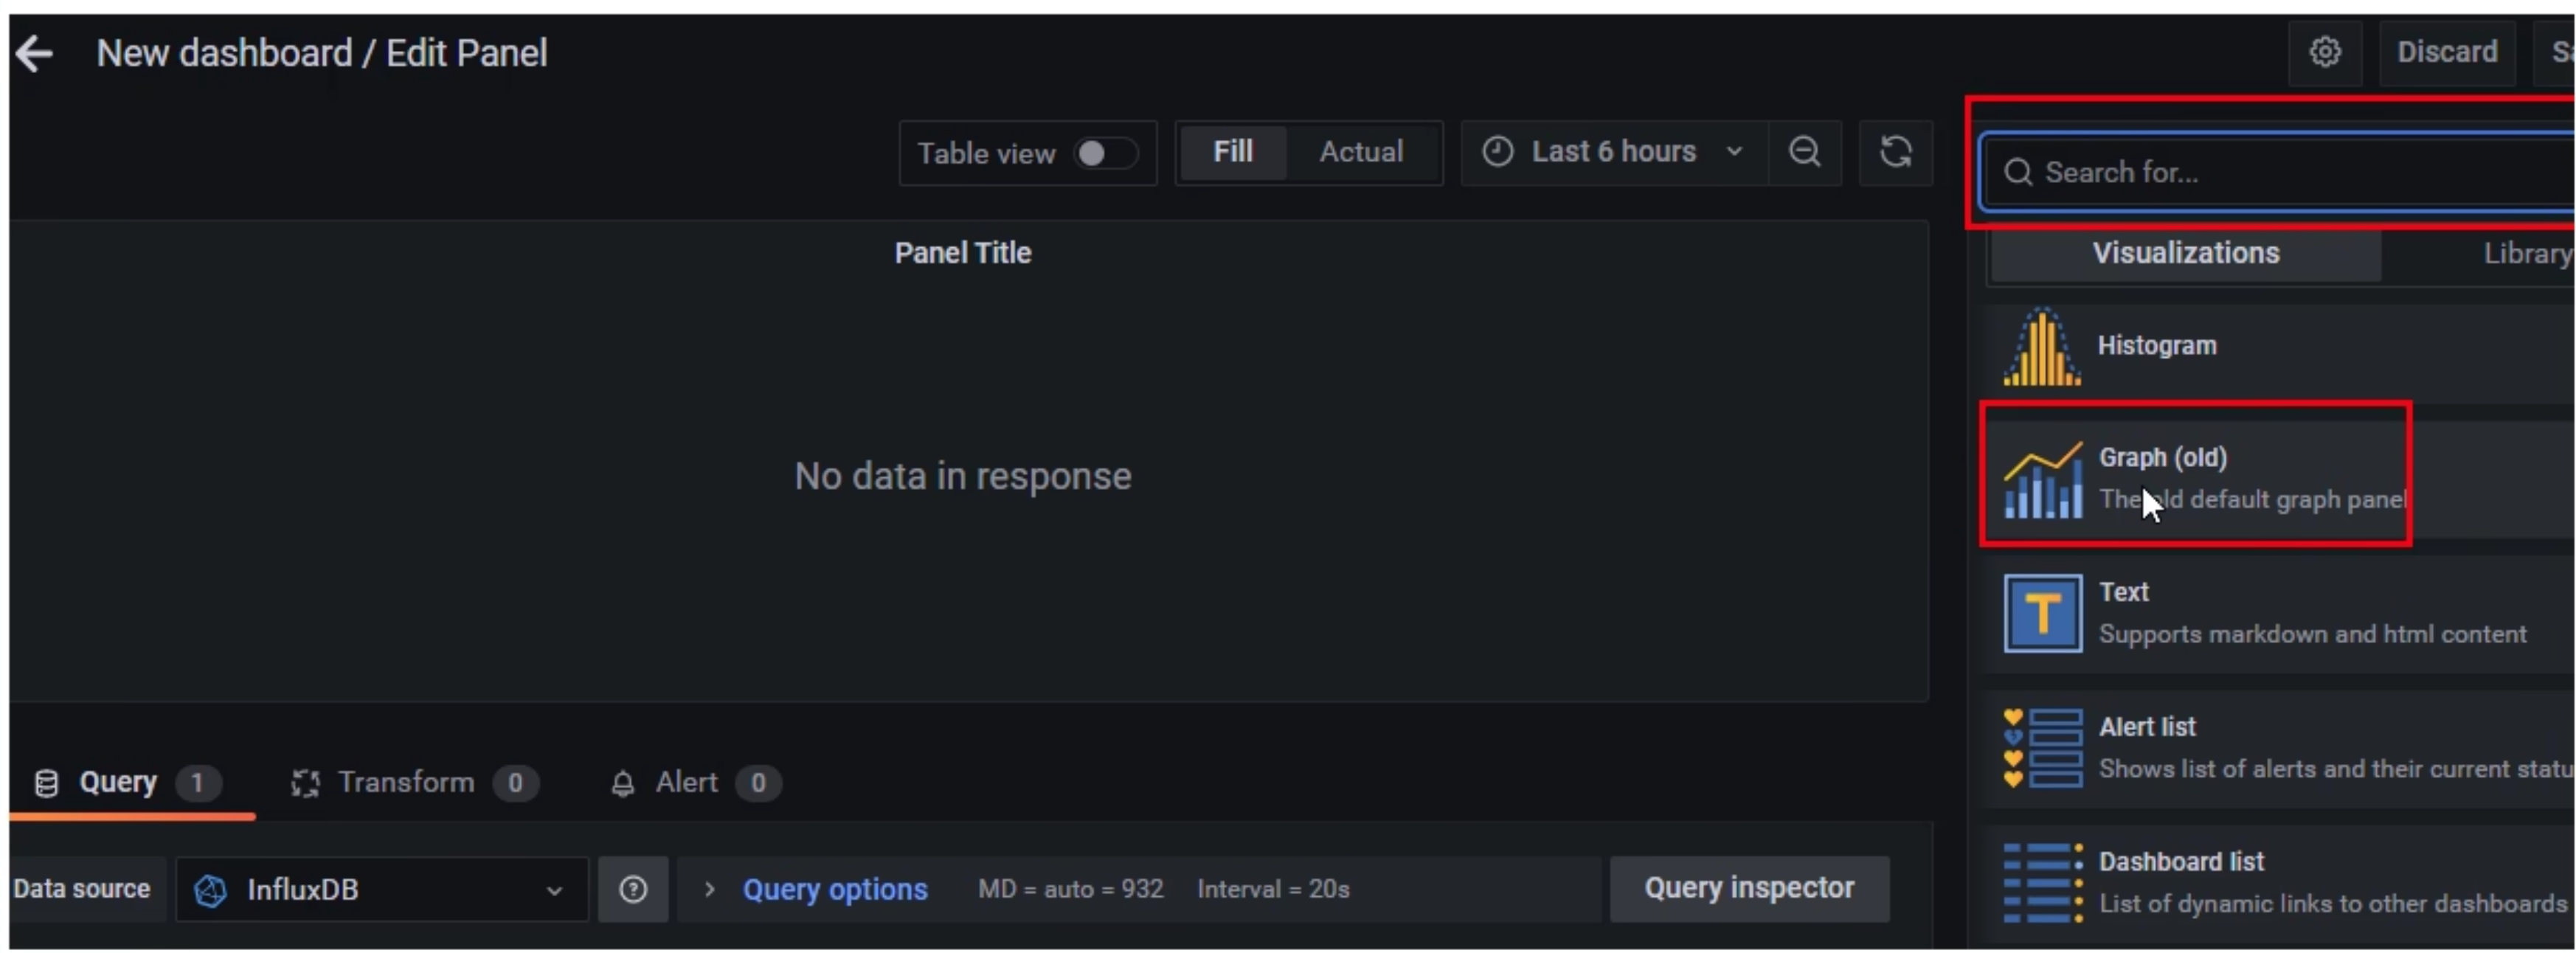 New dashboard / Edit Panel
Discard
Table view
Fill
Actual
Last 6 hours
Search for...
Panel Title
Visualizations
Library
Histogram
No data in response
Graph (old)
The old default graph panel
Text
Supports markdown and html content
Alert list
Shows list of alerts and their current statu
Query 1
Transform 0
Alert 0
Dashboard list
List of dynamic links to other dashboards
Data source
InfluxDB
Query options
MD = auto = 932
Interval = 20s
Query inspector